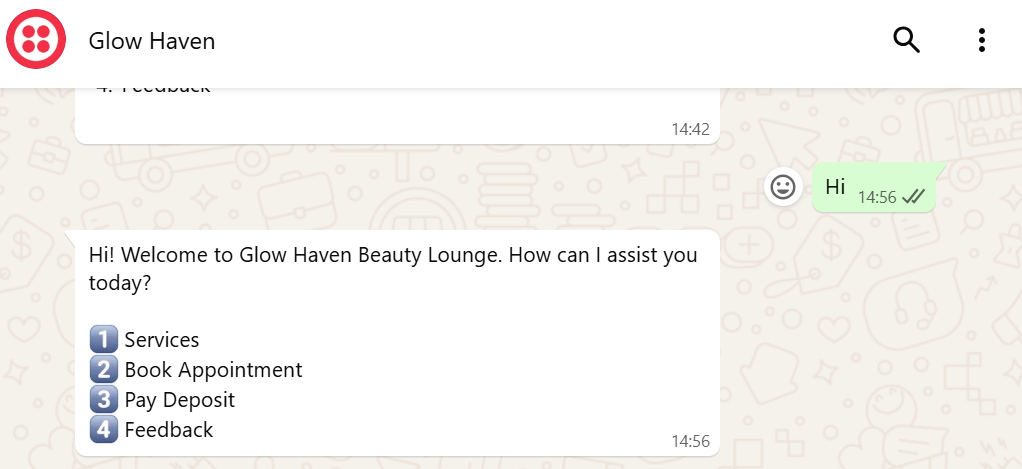 Glow Haven
4. Feedback
14:42
Hi
14:56
Hi! Welcome to Glow Haven Beauty Lounge. How can I assist you
today?
1 Services
2 Book Appointment
3 Pay Deposit
4 Feedback
14:56